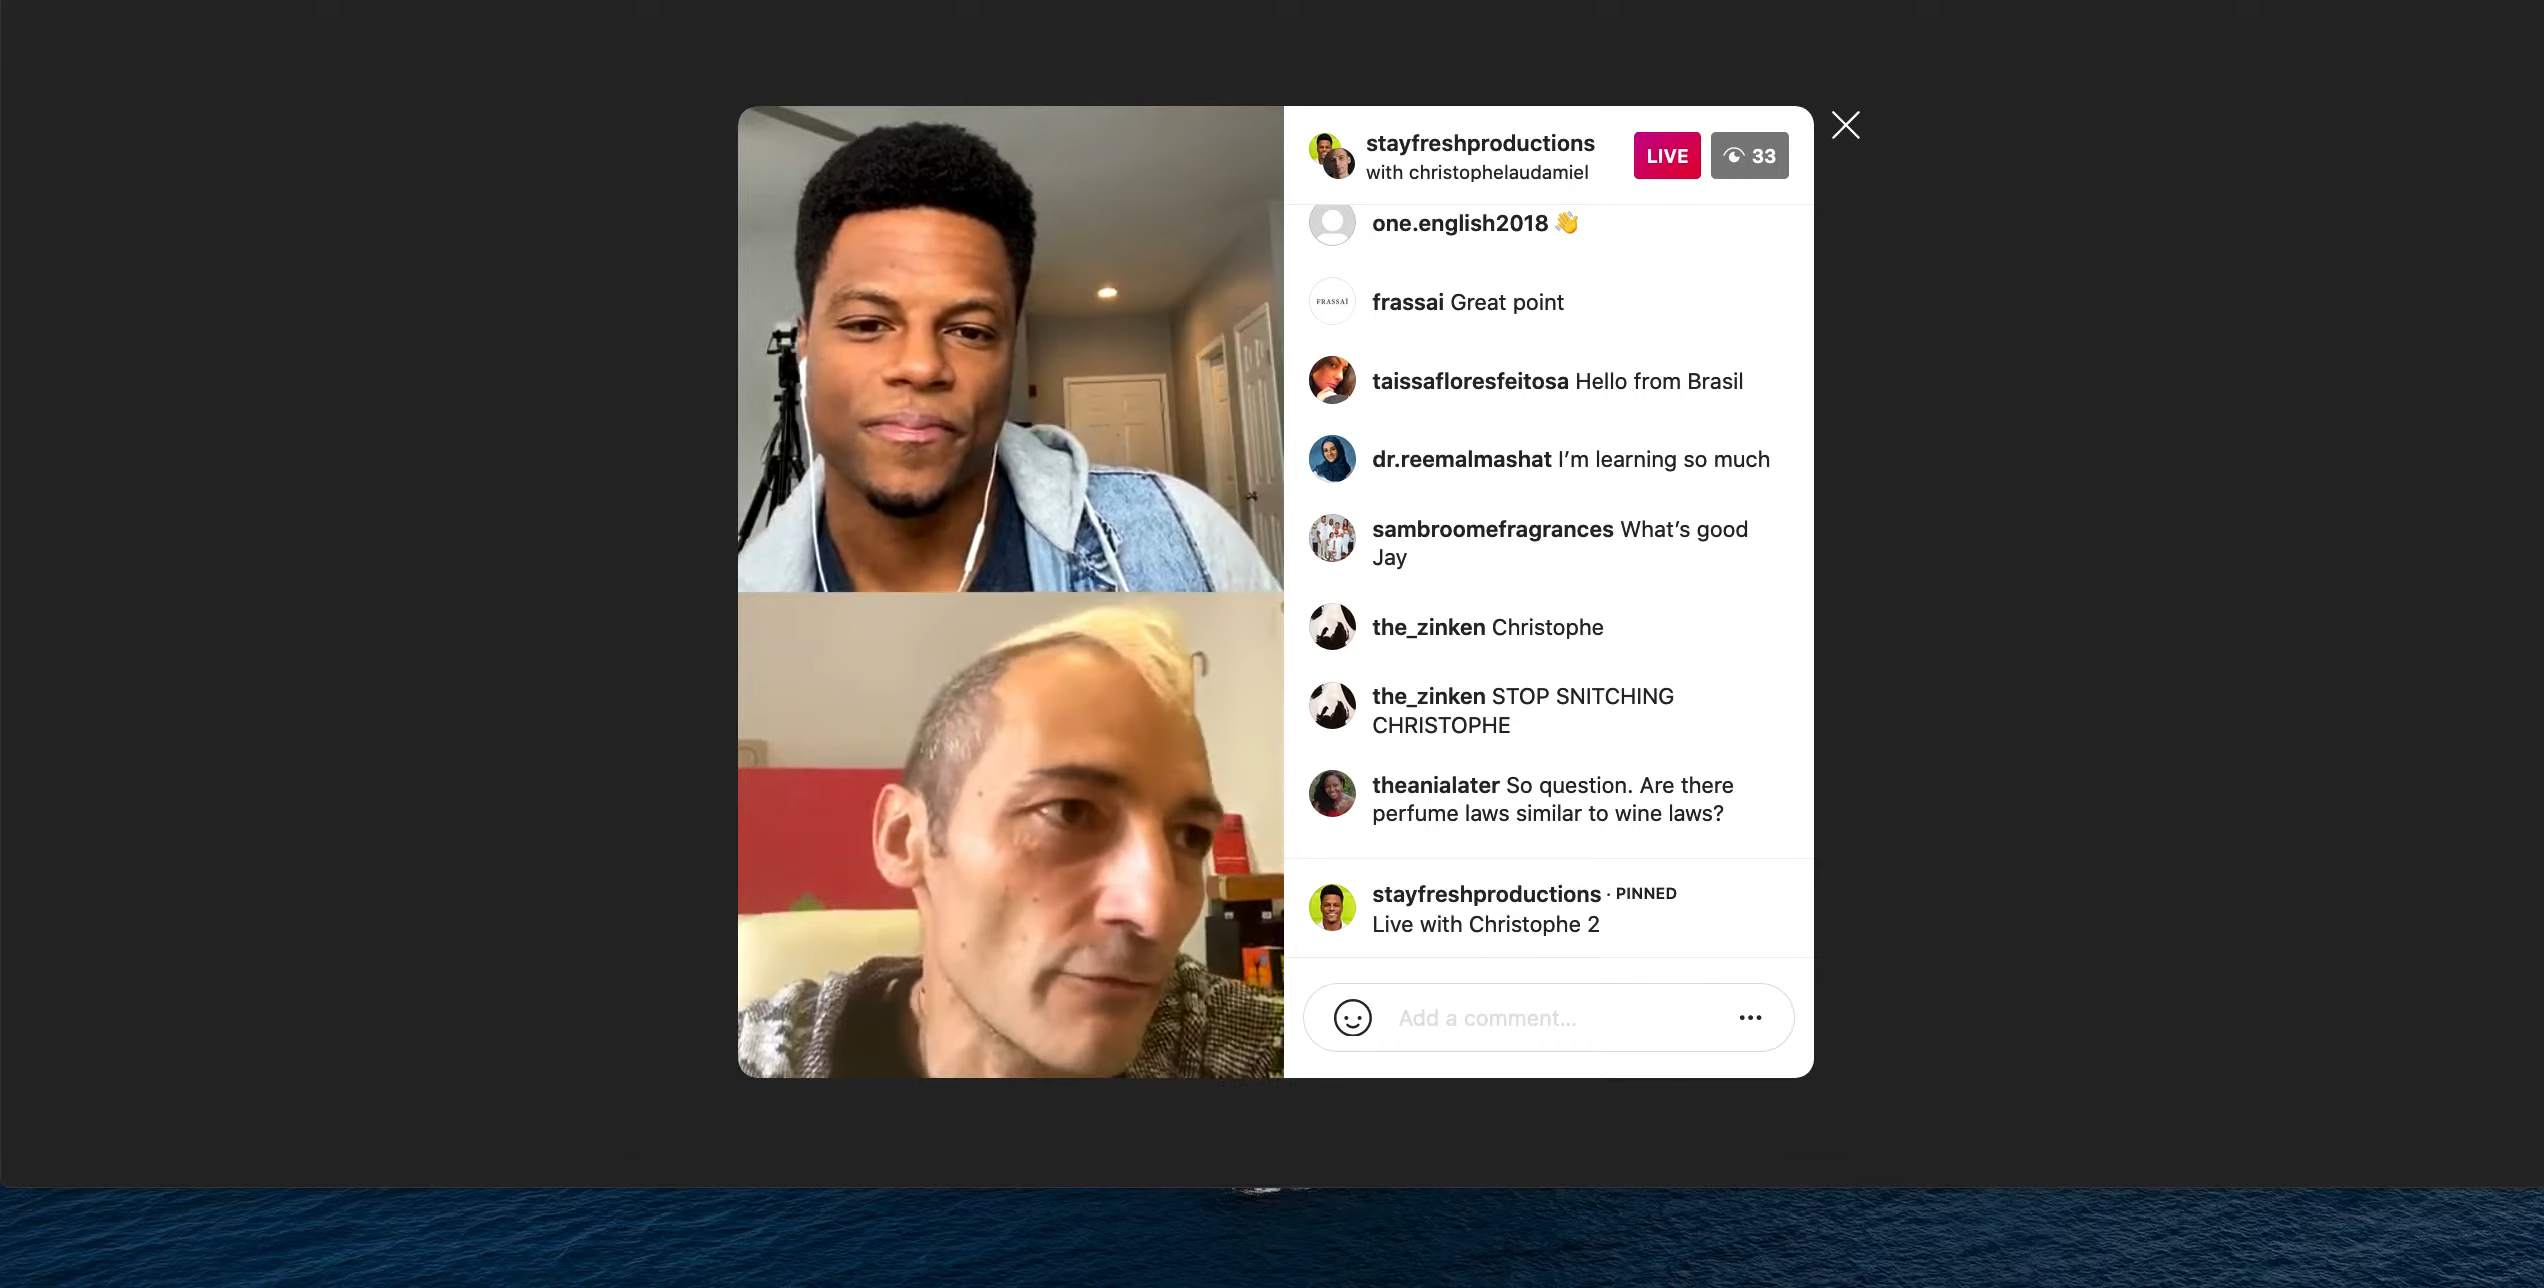 stayfreshproductions
with christophelaudamiel
LIVE
33
one.english2018 👋
FRASSAI
frassai Great point
taissafloresfeitosa Hello from Brasil
dr.reemalmashat I’m learning so much
sambroomefragrances What’s good
Jay
the_zinken Christophe
the_zinken STOP SNITCHING
CHRISTOPHE
theanialater So question. Are there
perfume laws similar to wine laws?
stayfreshproductions · PINNED
Live with Christophe 2
Add a comment...